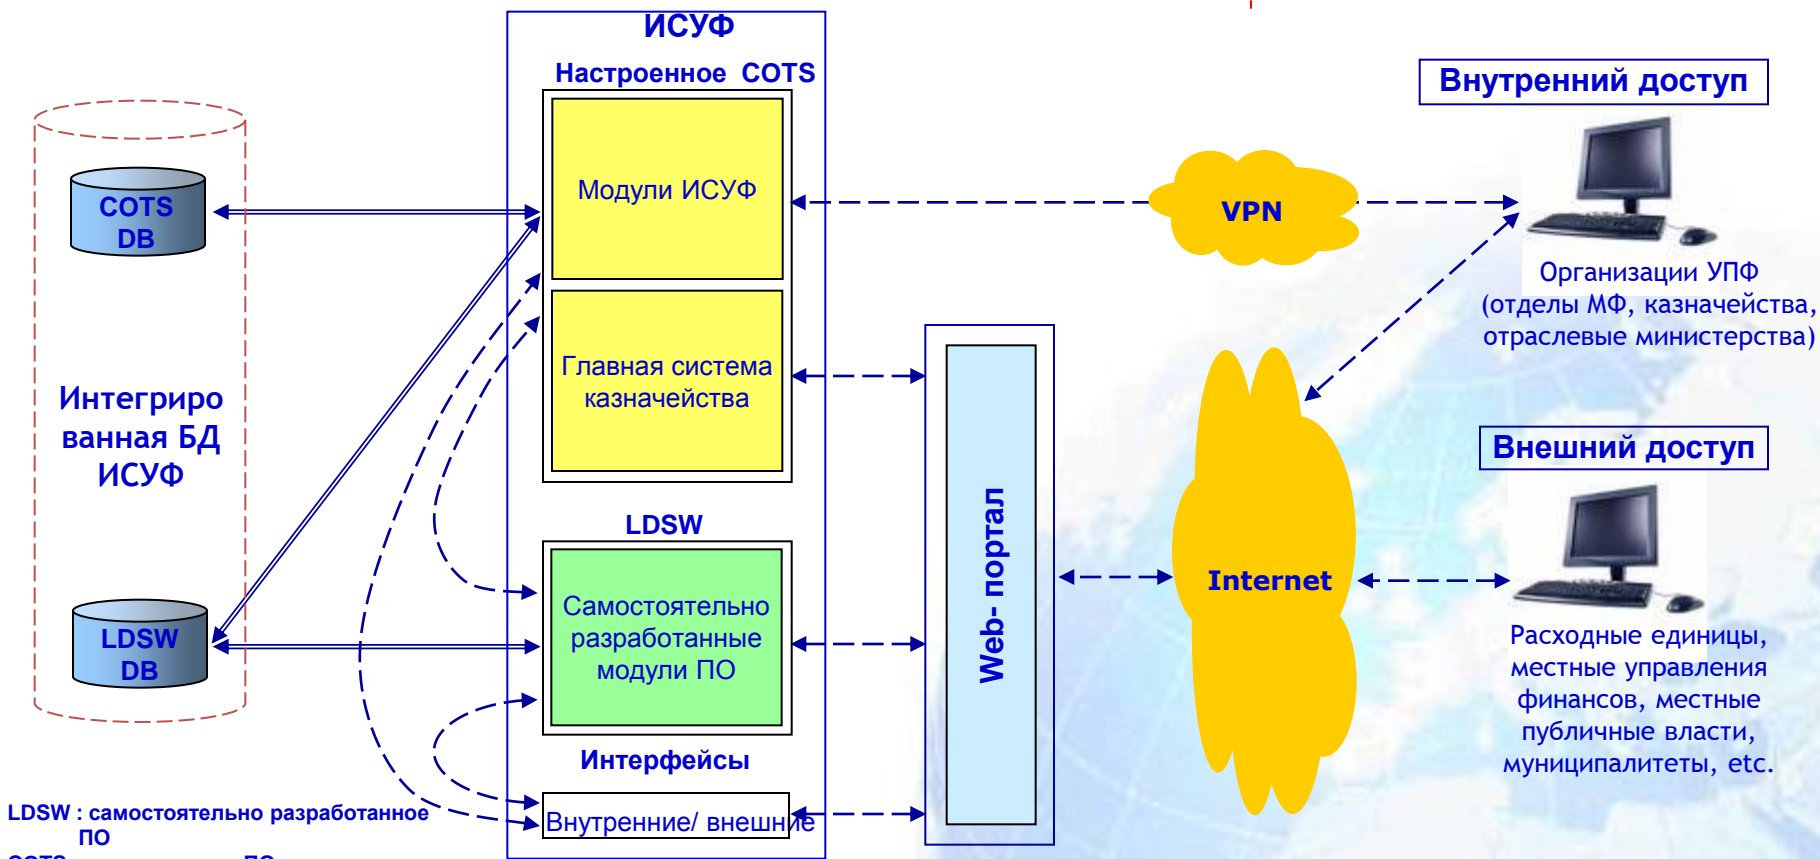 ИСУФ
Настроенное COTS
Модули ИСУФ
Главная система
казначейства
LDSW
Самостоятельно
разработанные
модули ПО
Интерфейсы
Внутренние/ внешние
COTS
DB
Интегриро
ванная БД
ИСУФ
LDSW
DB
LDSW : самостоятельно разработанное
ПО
Web- портал
VPN
Internet
Внутренний доступ
Организации УПФ
(отделы МФ, казначейства,
отраслевые министерства)
Внешний доступ
Расходные единицы,
местные управления
финансов, местные
публичные власти,
муниципалитеты, etc.